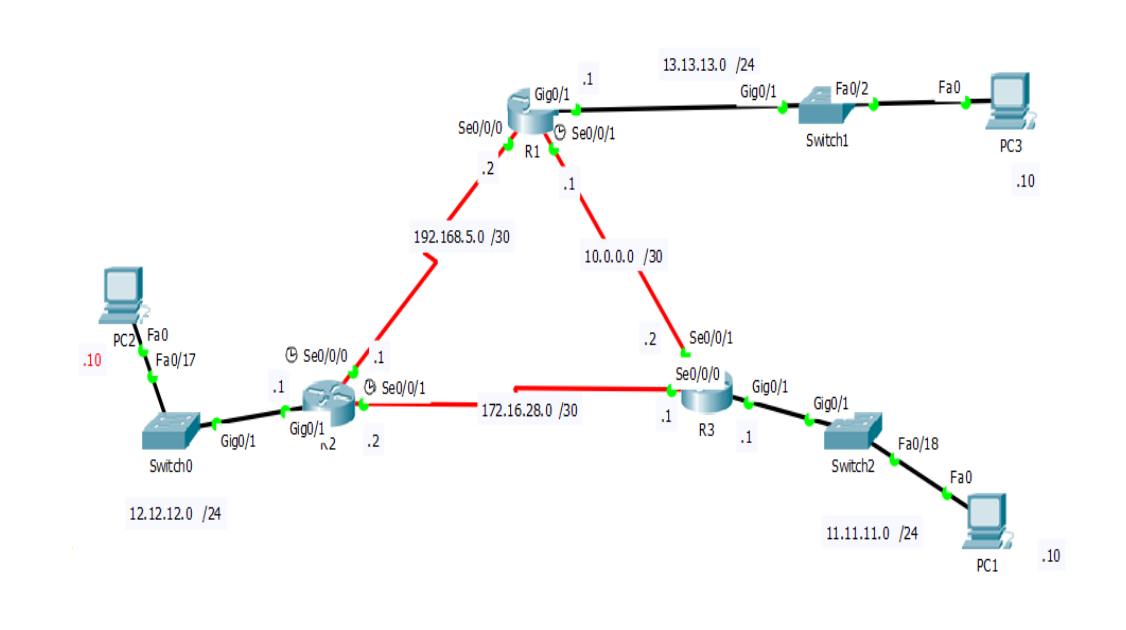 13.13.13.0 /24
.1
Gig0/1
Gig0/1
Fa0/2
Fa0
Se0/0/0
Se0/0/1
R1
Switch1
PC3
.2
.1
.10
192.168.5.0 /30
10.0.0.0 /30
PC2
Fa0
.10
Fa0/17
.2
Se0/0/1
Se0/0/0
.1
Se0/0/0
.1
Se0/0/1
172.16.28.0 /30
.1
Gig0/1
Gig0/1
Gig0/1
Gig0/1
R2
.2
R3
.1
Switch0
Switch2
Fa0/18
Fa0
12.12.12.0 /24
11.11.11.0 /24
PC1
.10